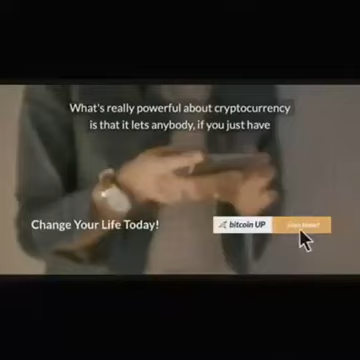 What's really powerful about cryptocurrency
is that it lets anybody, if you just have
Change Your Life Today!
bitcoin UP